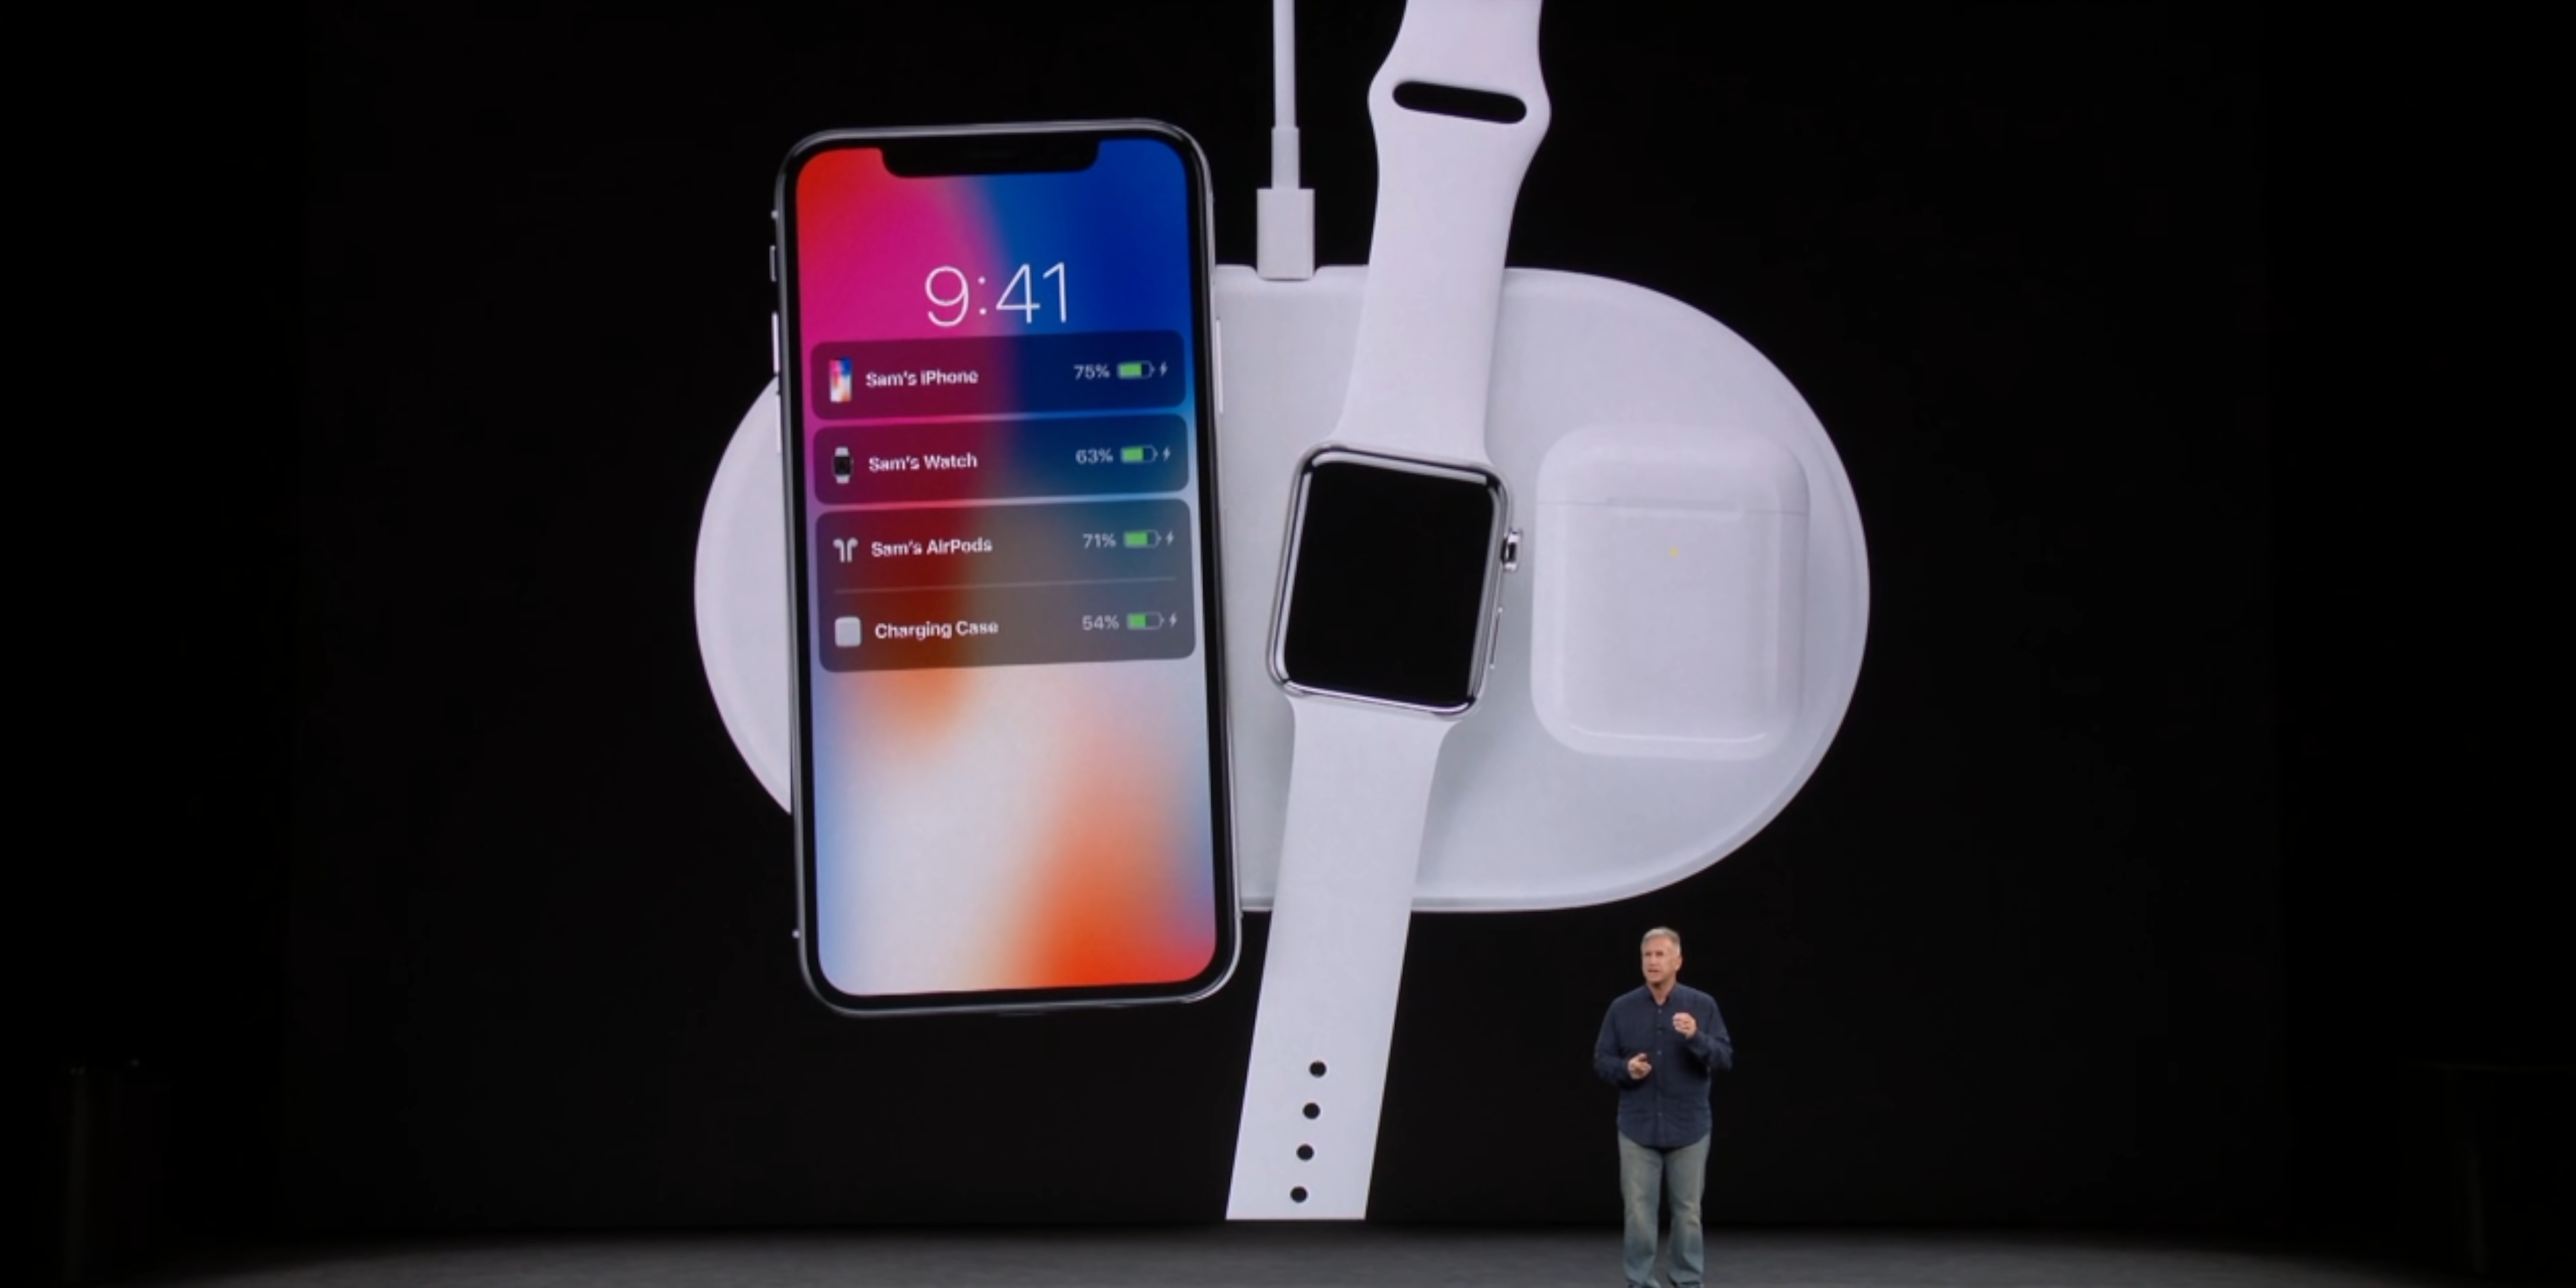 9:41
Sam's iPhone 75%
Sam's Watch 63%
Sam's AirPods 71%
Charging Case 54%